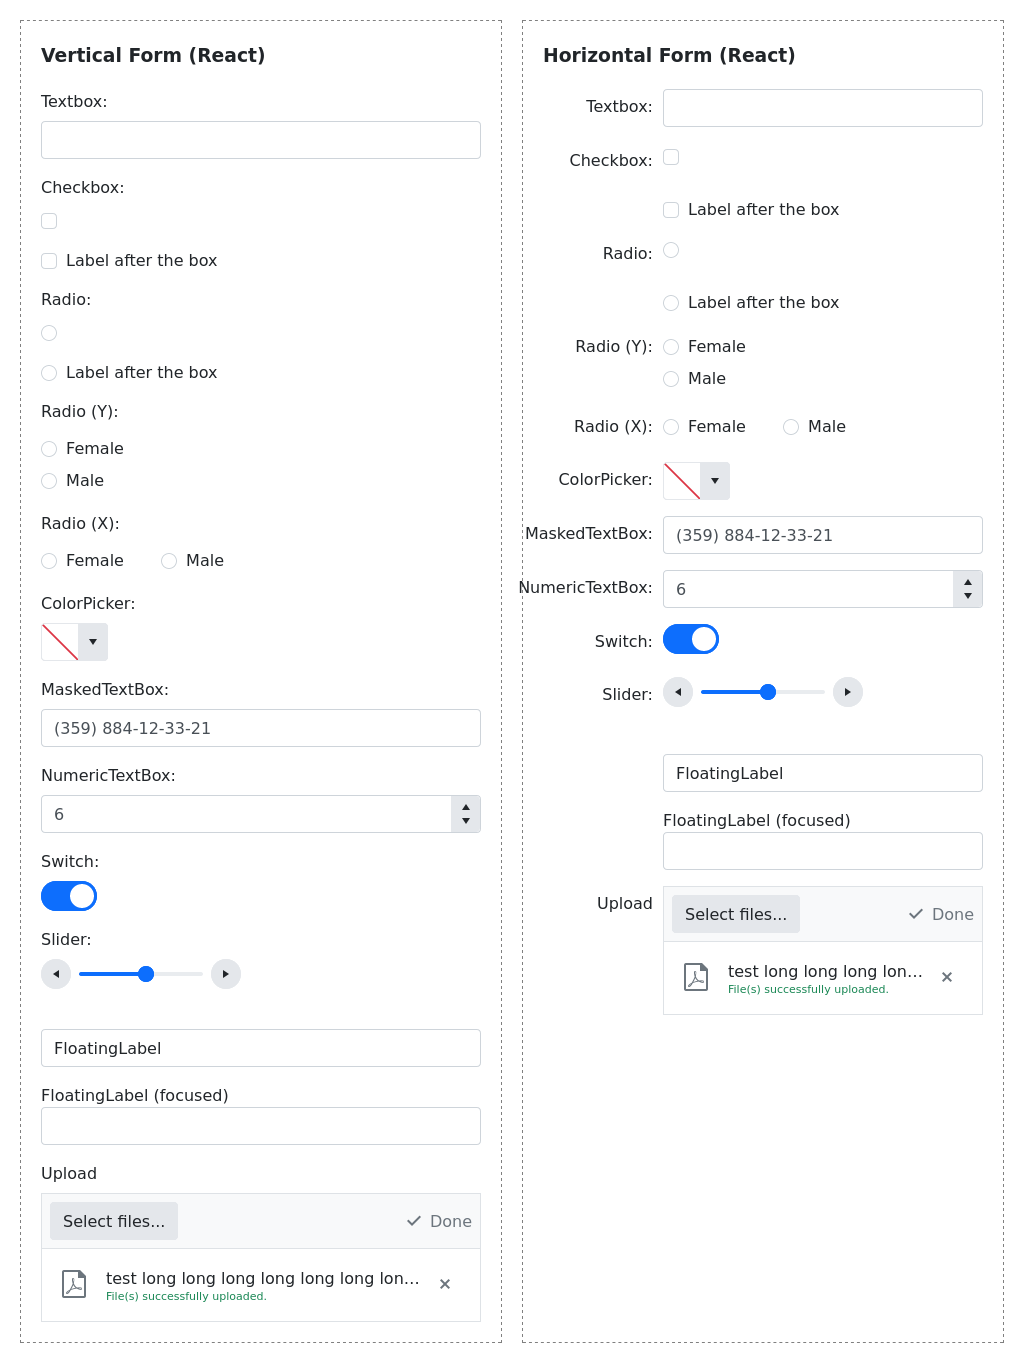 Vertical Form (React)
Textbox:
Checkbox:
Label after the box
Radio:
Label after the box
Radio (Y):
Female
Male
Radio (X):
Female Male
ColorPicker:
MaskedTextBox:
(359) 884-12-33-21
NumericTextBox:
6
Switch:
Slider:
FloatingLabel
FloatingLabel (focused)
Upload
Select files... Done
test long long long long long long lon...
File(s) successfully uploaded.
Horizontal Form (React)
Textbox:
Checkbox:
Label after the box
Radio:
Label after the box
Radio (Y): Female
Male
Radio (X): Female Male
ColorPicker:
MaskedTextBox: (359) 884-12-33-21
NumericTextBox: 6
Switch:
Slider:
FloatingLabel
FloatingLabel (focused)
Upload Select files... Done
test long long long lon...
File(s) successfully uploaded.